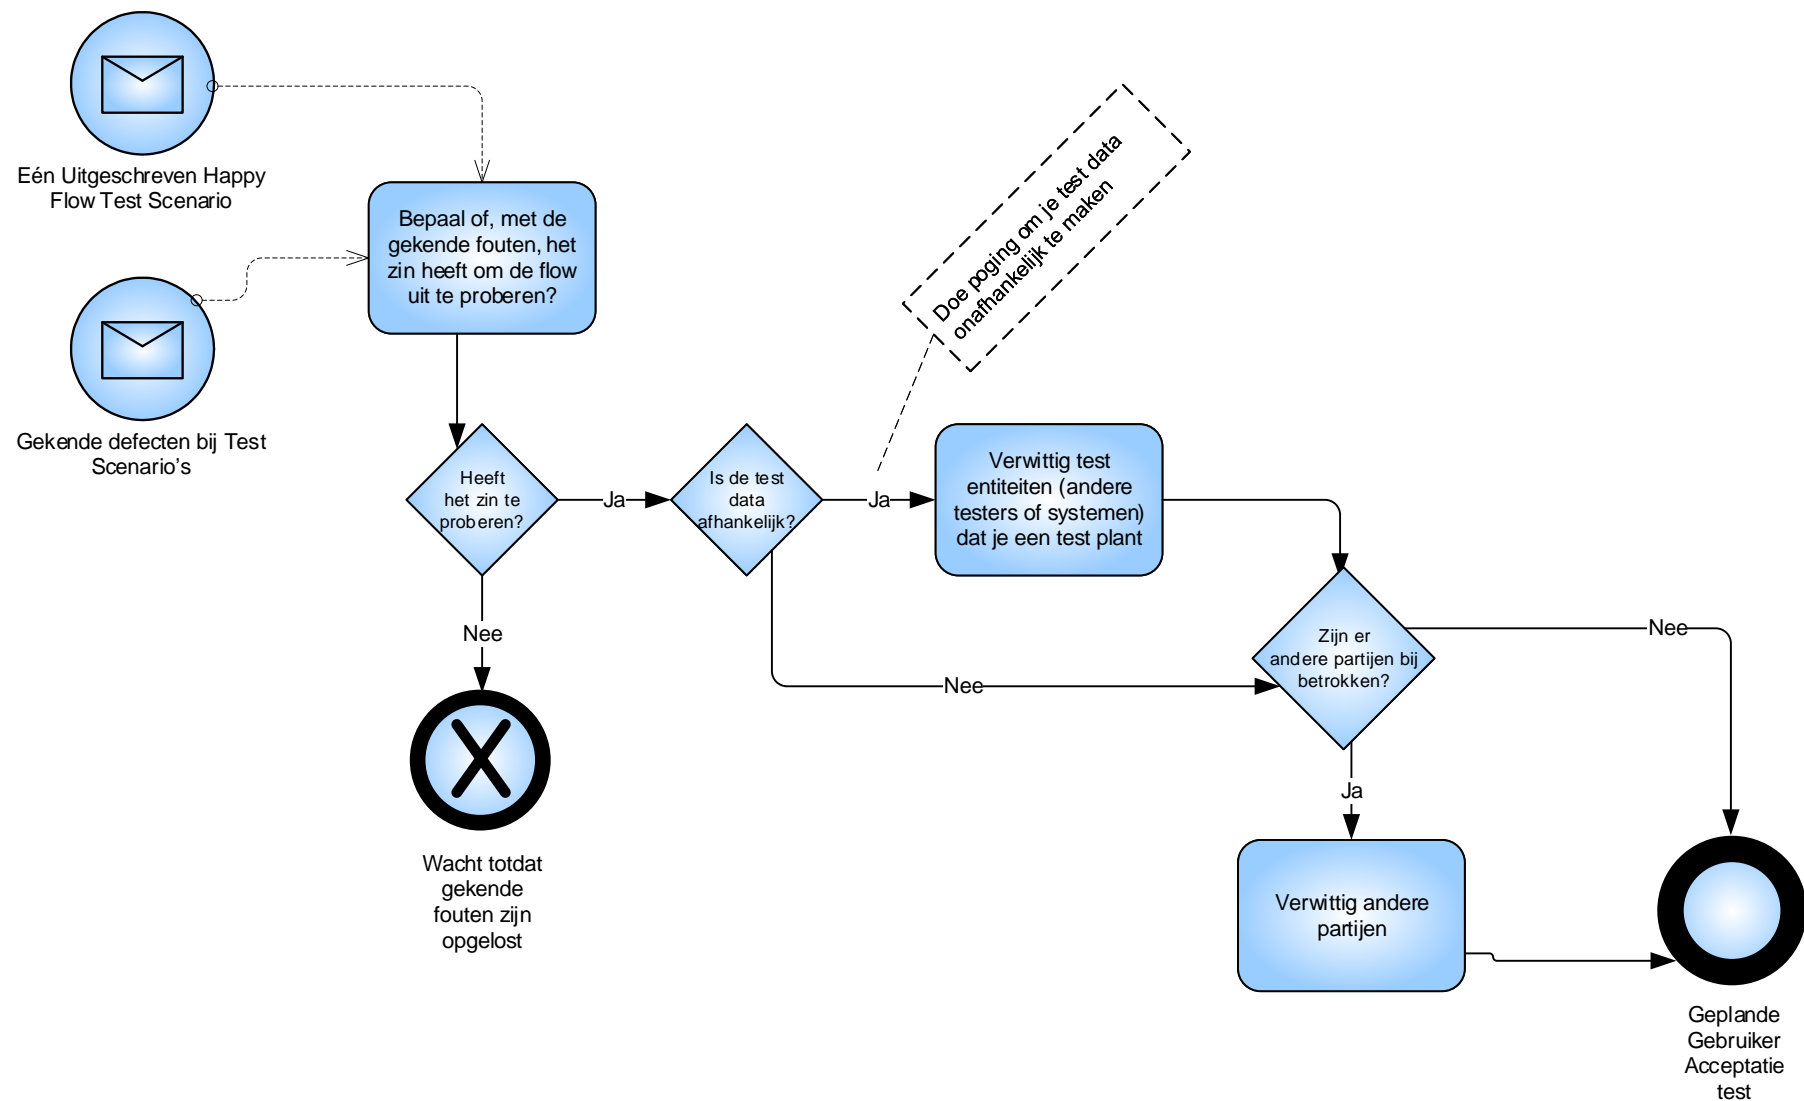 Eén Uitgeschreven Happy
Flow Test Scenario
Bepaal of, met de
gekende fouten, het
zin heeft om de flow
uit te proberen?
Gekende defecten bij Test
Scenario's
Doe poging om je test data
onafhankelijk te maken
Heeft
het zin te
proberen?
Ja
Is de test
data
afhankelijk?
Ja
Verwittig test
entiteiten (andere
testers of systemen)
dat je een test plant
Nee
Nee
Zijn er
andere partijen bij
betrokken?
Nee
Ja
Wacht totdat
gekende
fouten zijn
opgelost
Verwittig andere
partijen
Geplande
Gebruiker
Acceptatie
test